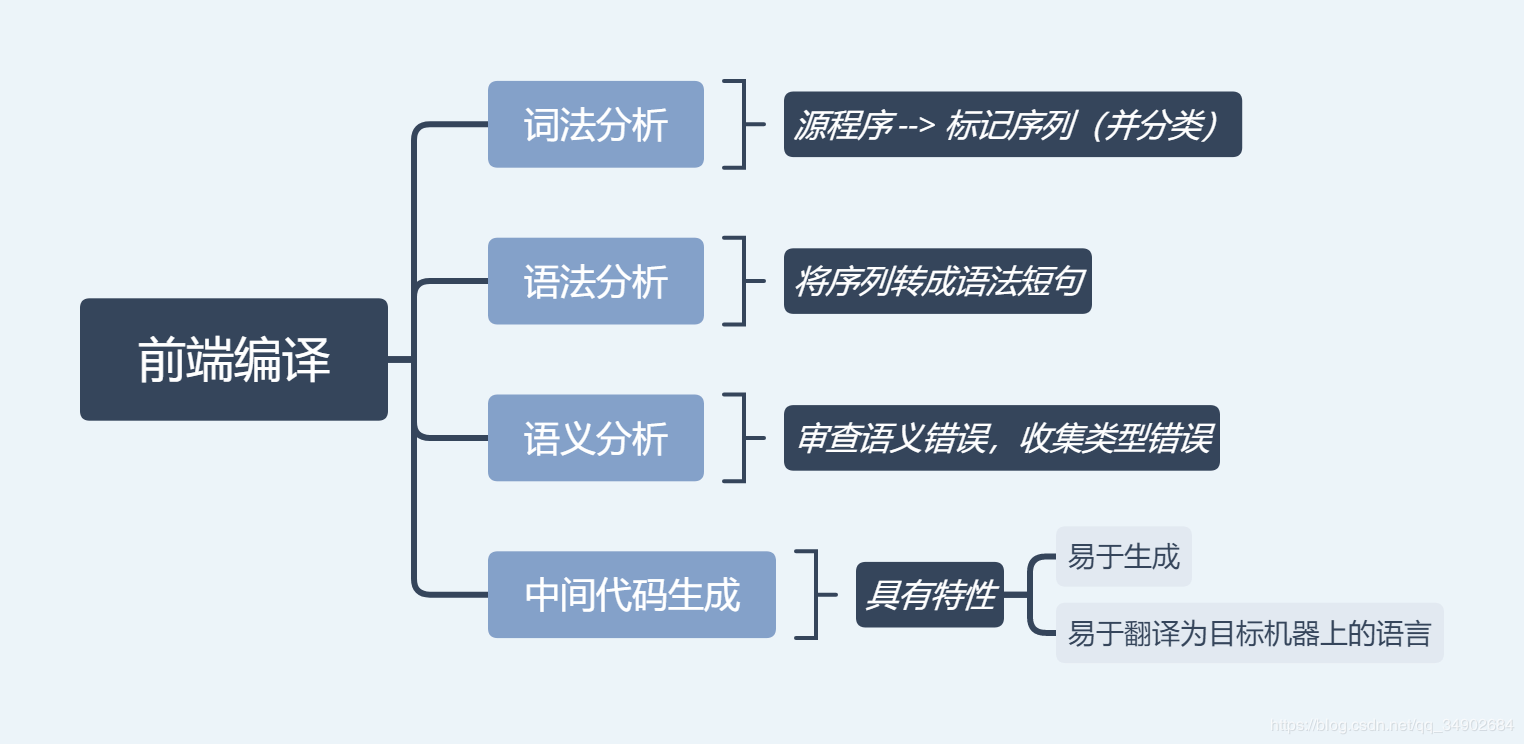 前端编译
词法分析
源程序 --> 标记序列（并分类）
语法分析
将序列转成语法短句
语义分析
审查语义错误，收集类型错误
中间代码生成
具有特性
易于生成
易于翻译为目标机器上的语言
https://blog.csdn.net/qq_34902684